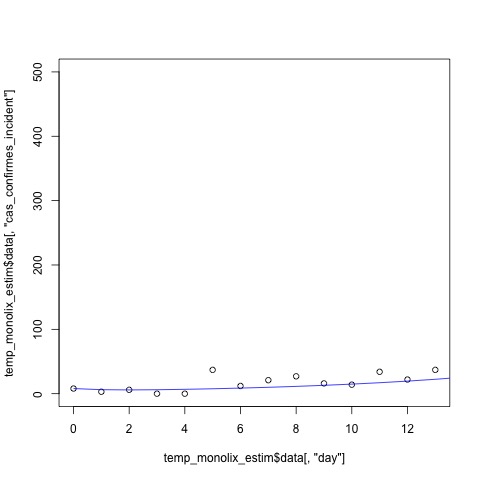 temp_monolix_estim$data[, "cas_confirmes_incident"]
500
400
300
200
100
0
0 2 4 6 8 10 12
temp_monolix_estim$data[, "day"]